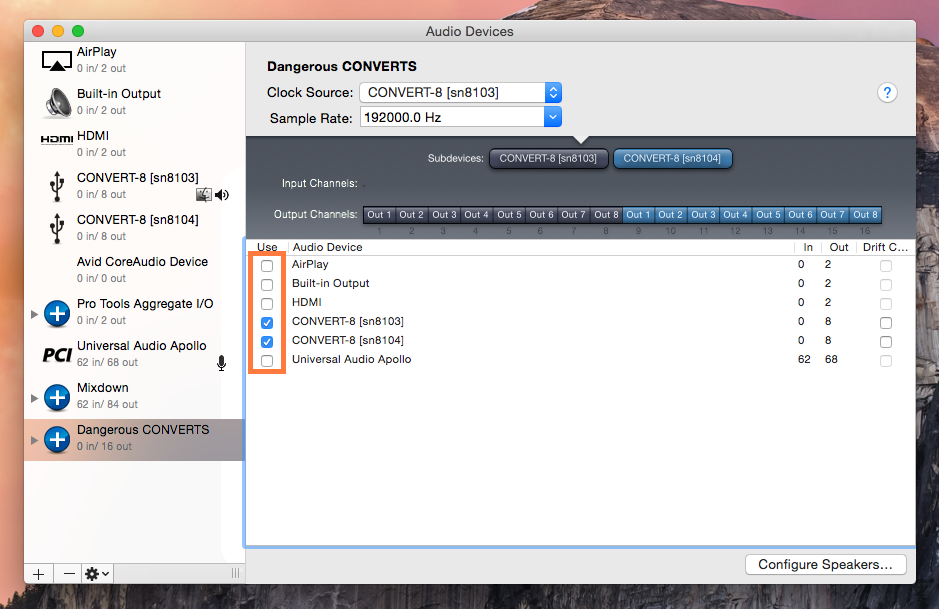 Audio Devices
AirPlay
0 in/ 2 out
Built-in Output
0 in/ 2 out
HDMI HDMI
0 in/ 2 out
CONVERT-8 [sn8103]
0 in/ 8 out
CONVERT-8 [sn8104]
0 in/ 8 out
Avid CoreAudio Device
0 in/ 0 out
Pro Tools Aggregate I/O
0 in/ 2 out
PCI Universal Audio Apollo
62 in/ 68 out
Mixdown
62 in/ 84 out
Dangerous CONVERTS
0 in/ 16 out
Dangerous CONVERTS
Clock Source: CONVERT-8 [sn8103]
?
Sample Rate: 192000.0 Hz
Subdevices: CONVERT-8 [sn8103] CONVERT-8 [sn8104]
Input Channels:
Output Channels: Out 1 Out 2 Out 3 Out 4 Out 5 Out 6 Out 7 Out 8 Out 1 Out 2 Out 3 Out 4 Out 5 Out 6 Out 7 Out 8
1 2 3 4 5 6 7 8 9 10 11 12 13 14 15 16
Use Audio Device In Out Drift C...
AirPlay 0 2
Built-in Output 0 2
HDMI 0 2
CONVERT-8 [sn8103] 0 8
CONVERT-8 [sn8104] 0 8
Universal Audio Apollo 62 68
Configure Speakers...